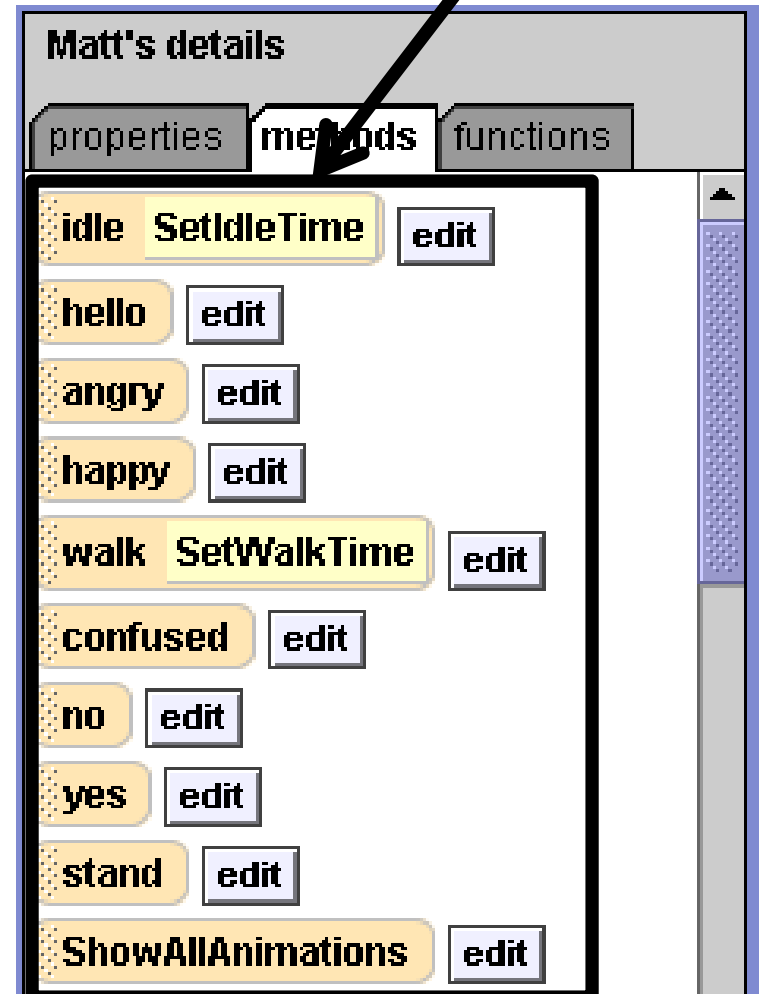 Matt's details
properties methods functions
idle SetIdleTime edit
hello edit
angry edit
happy edit
walk SetWalkTime edit
confused edit
no edit
yes edit
stand edit
ShowAllAnimations edit